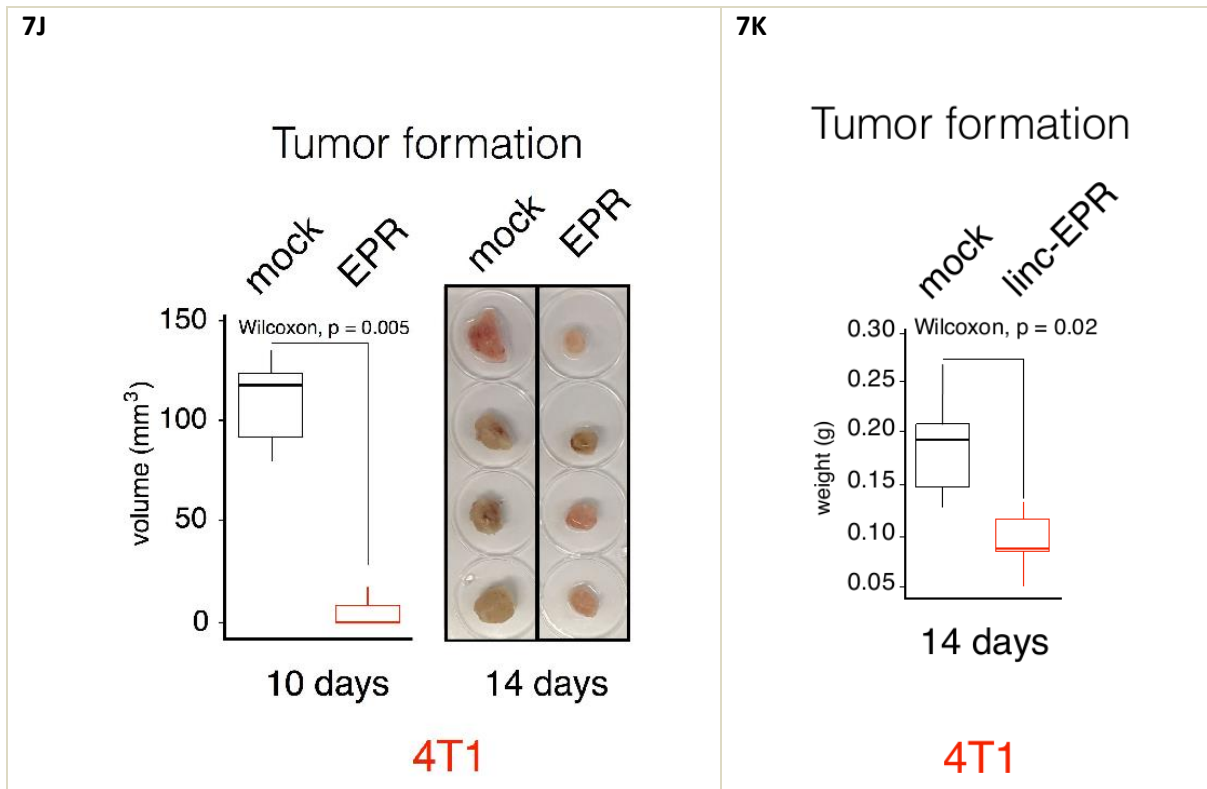 7J
Tumor formation
mock EPR
mock EPR
150
100
50
0
volume (mm³)
Wilcoxon, p = 0.005
10 days
14 days
4T1
7K
Tumor formation
mock linc-EPR
0.30
0.25
0.20
0.15
0.10
0.05
weight (g)
Wilcoxon, p = 0.02
14 days
4T1